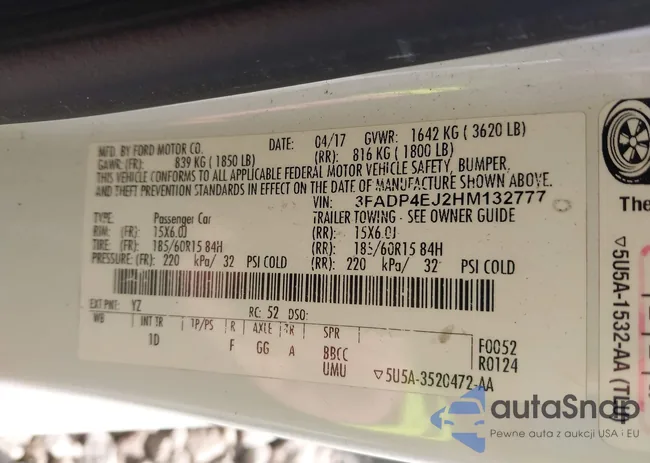 MFD. BY FORD MOTOR CO.
DATE: 04/17 GVWR: 1642 KG ( 3620 LB)
GAWR: (FR): 839 KG ( 1850 LB) (RR): 816 KG ( 1800 LB)
THIS VEHICLE CONFORMS TO ALL APPLICABLE FEDERAL MOTOR VEHICLE SAFETY, BUMPER,
AND THEFT PREVENTION STANDARDS IN EFFECT ON THE DATE OF MANUFACTURE SHOWN ABOVE.
VIN: 3FADP4EJ2HM132777
TYPE: Passenger Car TRAILER TOWING - SEE OWNER GUIDE
RIM: (FR): 15X6.0J (RR): 15X6.0J
TIRE: (FR): 185/60R15 84H (RR): 185/60R15 84H
PRESSURE: (FR): 220 kPa/ 32 PSI COLD (RR): 220 kPa/ 32 PSI COLD
EXT PNT: YZ RC: 52 DSO:
WB INT TR TP/PS R AXLE TR SPR
1D F GG A BBCC
UMU
F0052
R0124
▽5U5A-3520472-AA
The
▽5U5A-1532-AA
autaSnap
Pewne auta z aukcji USA i EU